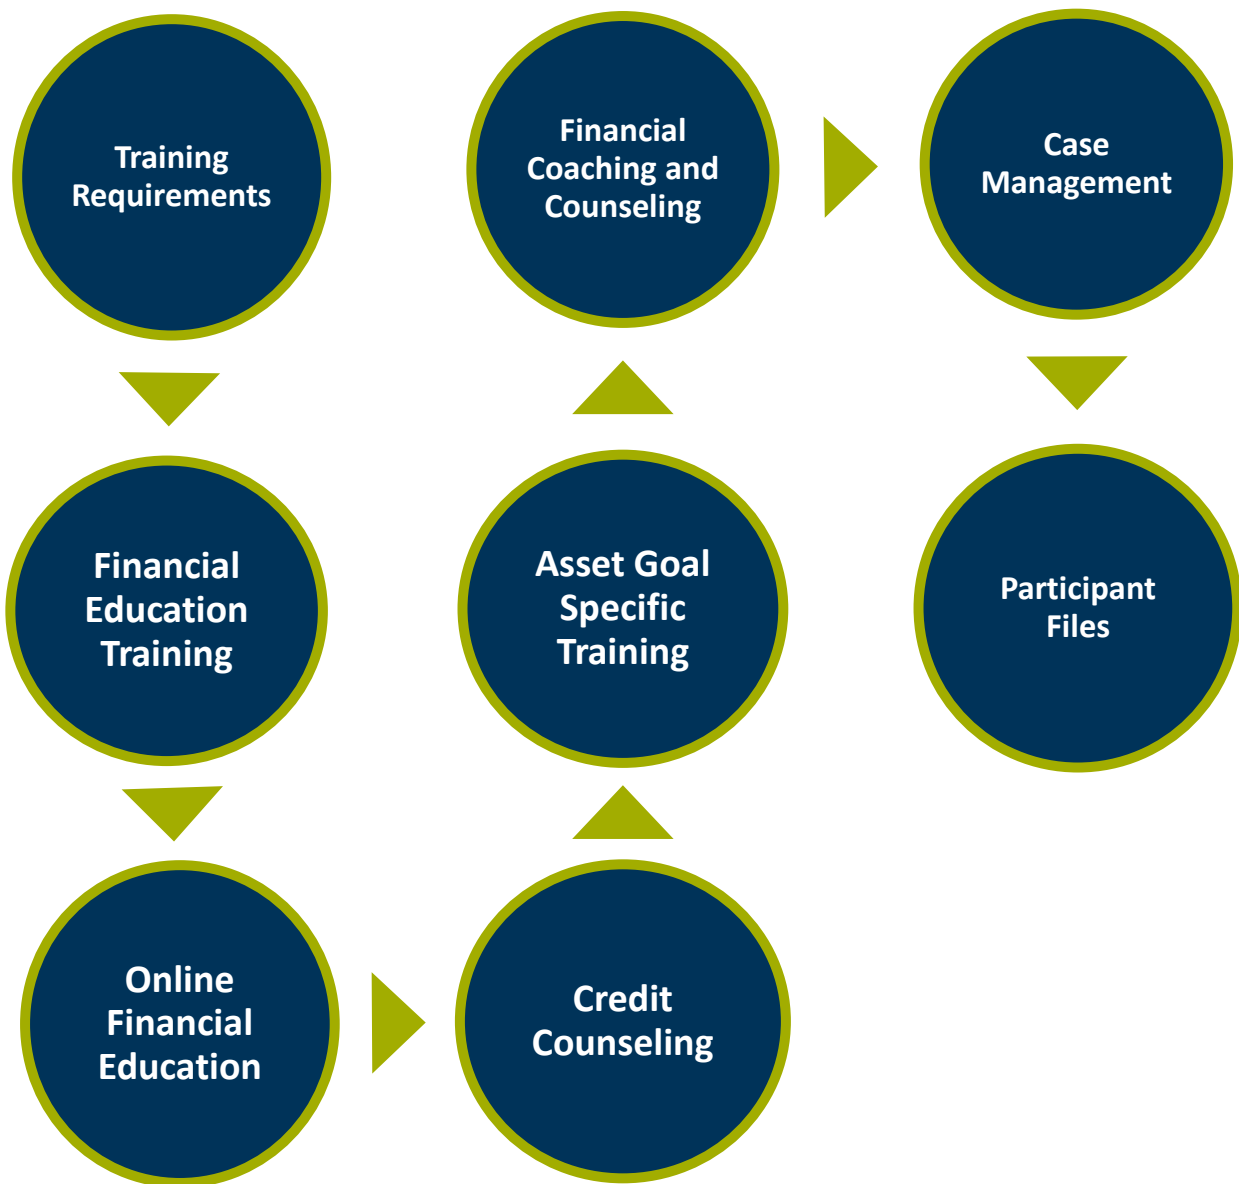 Training
Requirements
Financial
Education
Training
Online
Financial
Education
Credit
Counseling
Asset Goal
Specific
Training
Financial
Coaching and
Counseling
Case
Management
Participant
Files